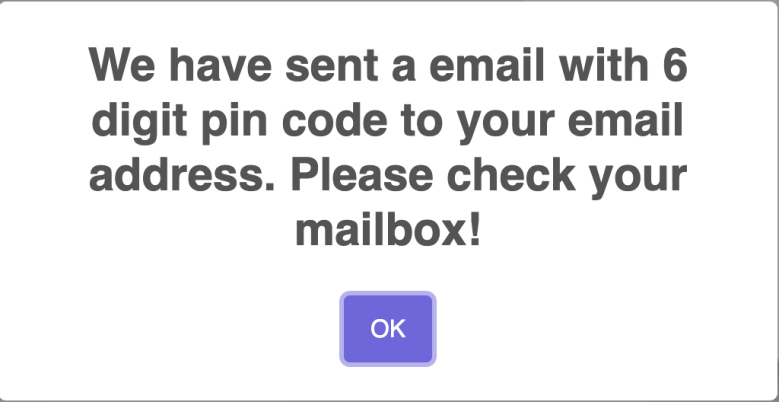 We have sent a email with 6
digit pin code to your email
address. Please check your
mailbox!
OK